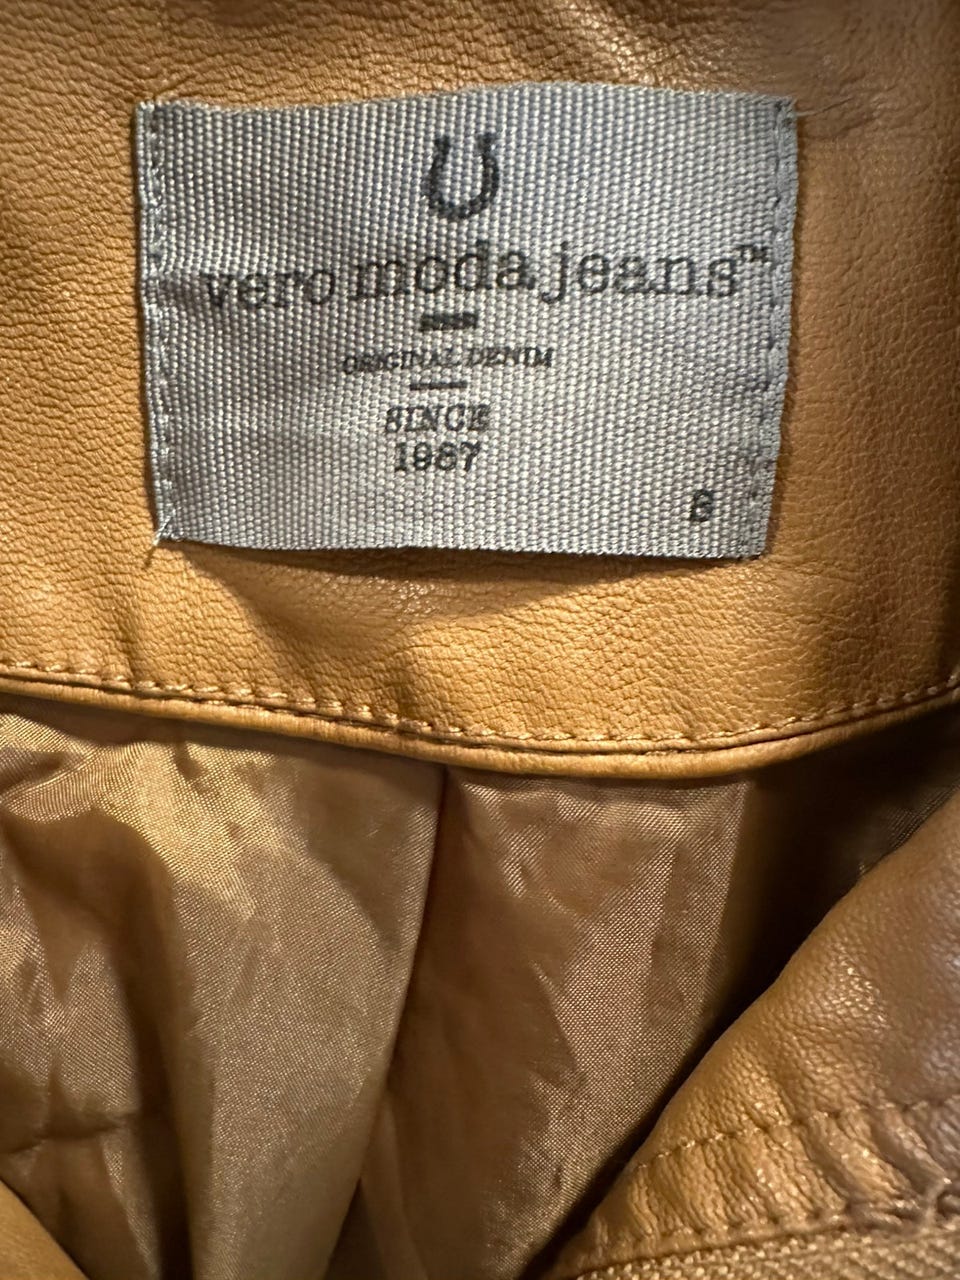 vero moda jeans™
ORIGINAL DENIM
SINCE
1987